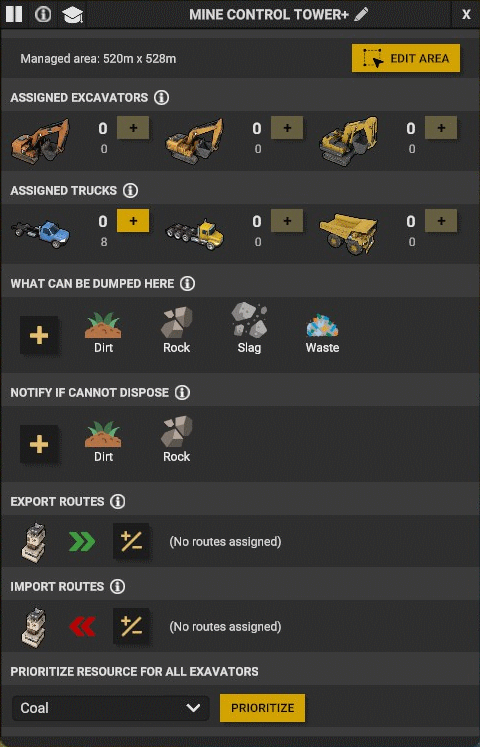 MINE CONTROL TOWER+
X
Managed area: 520m x 528m
EDIT AREA
ASSIGNED EXCAVATORS
0 + 0 + 0 +
0 0 0
ASSIGNED TRUCKS
0 + 0 + 0 +
8 0 0
WHAT CAN BE DUMPED HERE
+
Dirt Rock Slag Waste
NOTIFY IF CANNOT DISPOSE
+
Dirt Rock
EXPORT ROUTES
+/- (No routes assigned)
IMPORT ROUTES
+/- (No routes assigned)
PRIORITIZE RESOURCE FOR ALL EXAVATORS
Coal PRIORITIZE